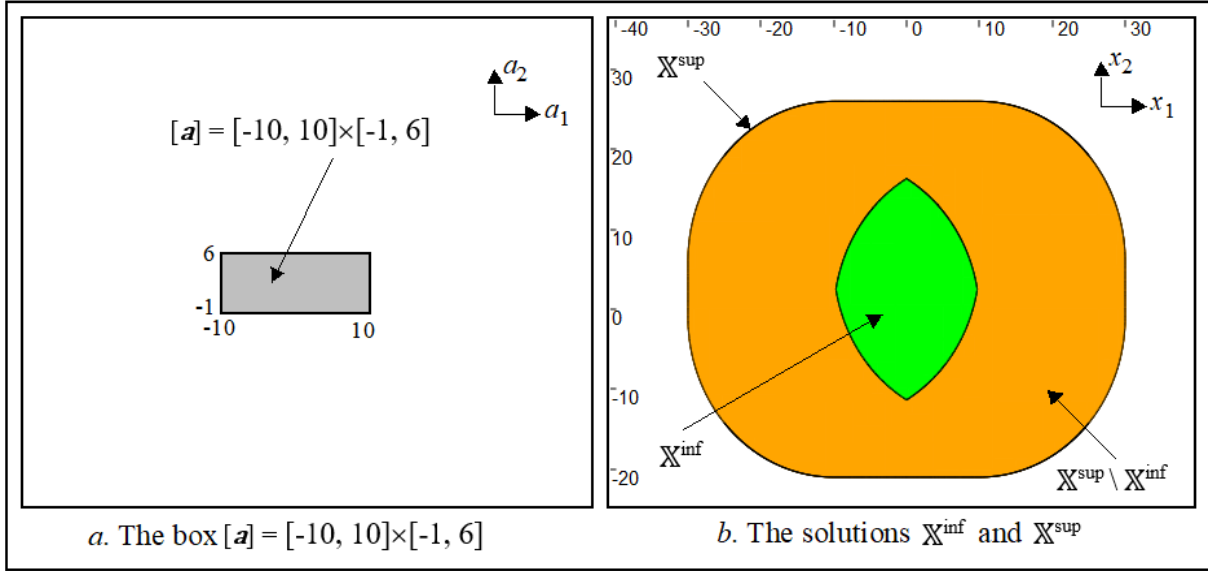 a₂
a₁
[a] = [-10, 10]×[-1, 6]
6
-1
-10
10
a. The box [a] = [-10, 10]×[-1, 6]
-40 -30 -20 -10 0 10 20 30
30
20
10
0
-10
-20
𝕏ˢᵘᵖ
x₂
x₁
𝕏ⁱⁿᶠ
𝕏ˢᵘᵖ \ 𝕏ⁱⁿᶠ
b. The solutions 𝕏ⁱⁿᶠ and 𝕏ˢᵘᵖ